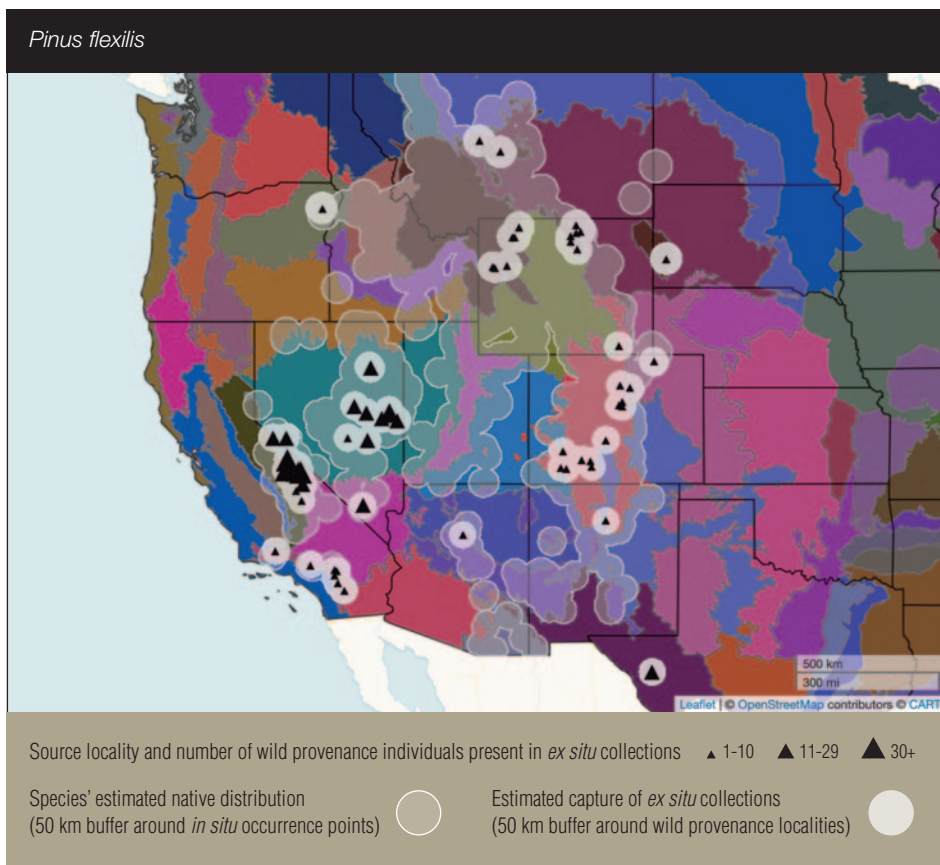 Pinus flexilis
500 km
300 mi
Leaflet | © OpenStreetMap contributors © CART
Source locality and number of wild provenance individuals present in ex situ collections ▲ 1-10 ▲ 11-29 ▲ 30+
Species’ estimated native distribution
(50 km buffer around in situ occurrence points)
Estimated capture of ex situ collections
(50 km buffer around wild provenance localities)